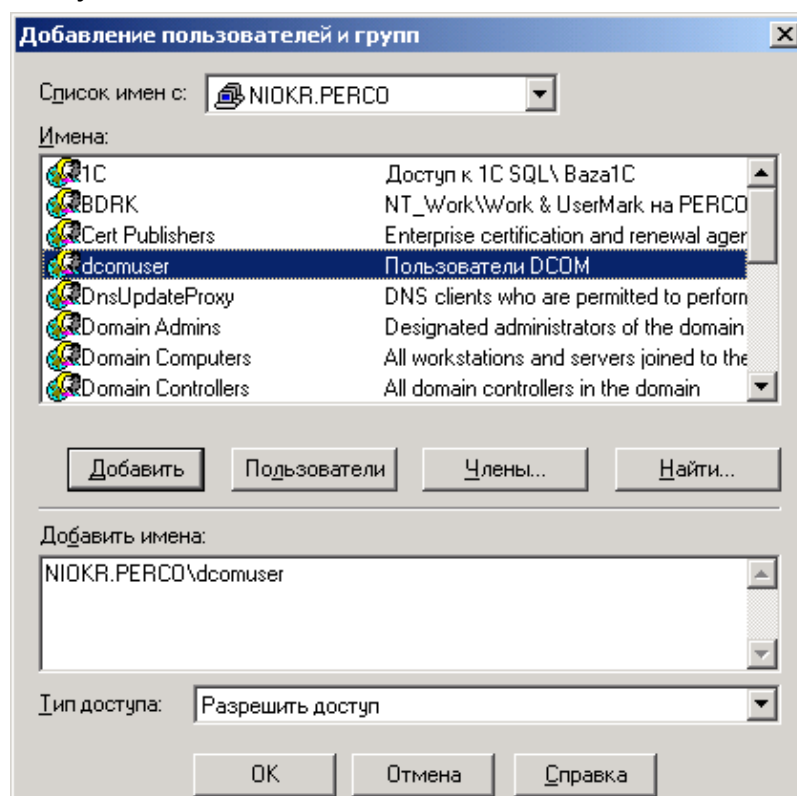 Добавление пользователей и групп
Список имен с: NIOKR.PERCO
Имена:
1C Доступ к 1C SQL\ Baza1C
BDRK NT_Work\Work & UserMark на PERCO
Cert Publishers Enterprise certification and renewal ager
dcomuser Пользователи DCOM
DnsUpdateProxy DNS clients who are permitted to perform
Domain Admins Designated administrators of the domain
Domain Computers All workstations and servers joined to the
Domain Controllers All domain controllers in the domain
Добавить Пользователи Члены... Найти...
Добавить имена:
NIOKR.PERCO\dcomuser
Тип доступа: Разрешить доступ
OK Отмена Справка